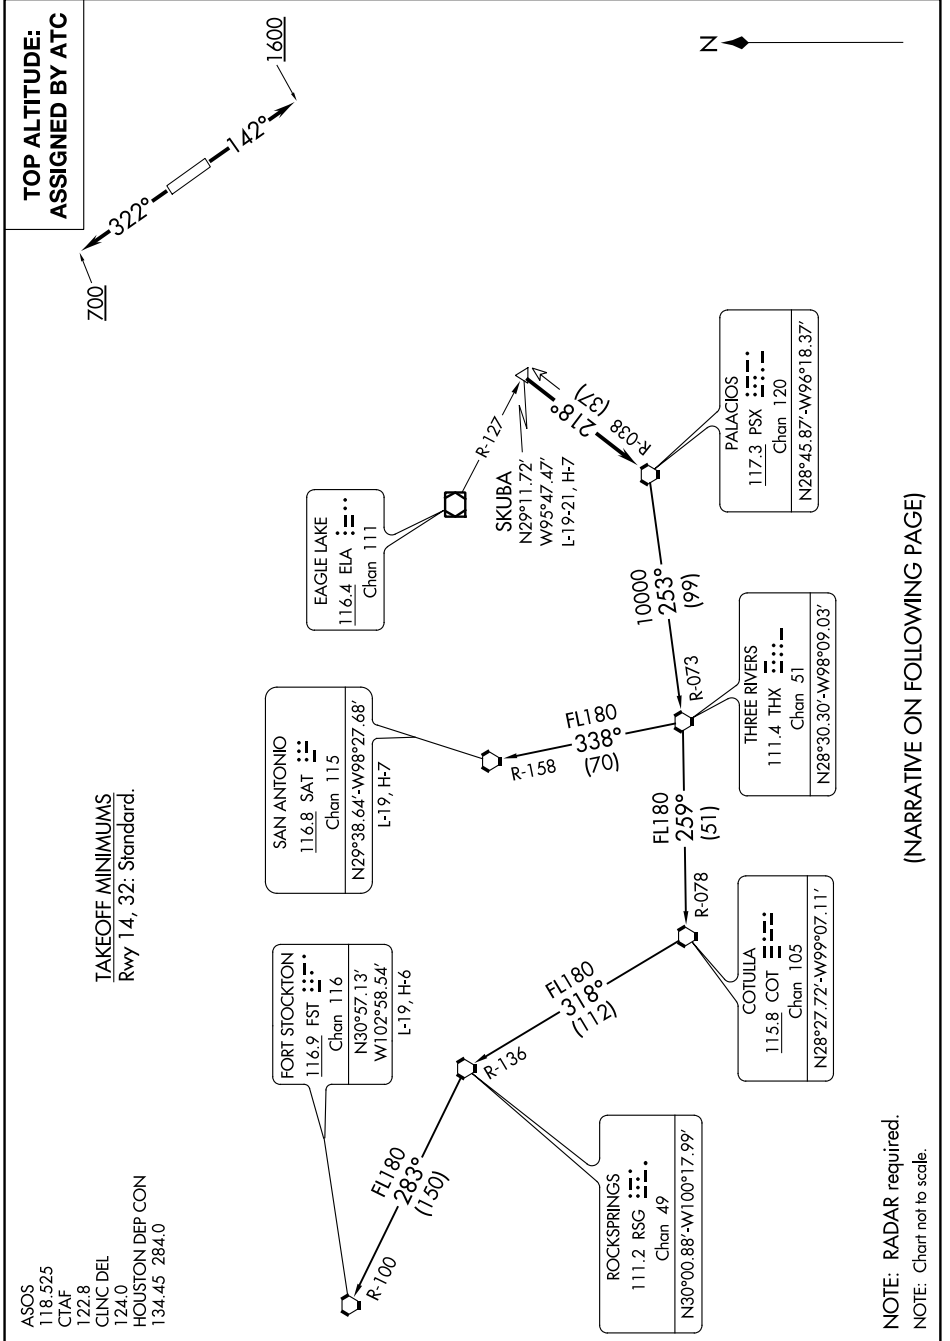 ASOS
118.525
CTAF
122.8
CLNC DEL
124.0
HOUSTON DEP CON
134.45 284.0
TAKEOFF MINIMUMS
Rwy 14, 32: Standard.
TOP ALTITUDE:
ASSIGNED BY ATC
700
322°
142°
1600
N
FORT STOCKTON
116.9 FST
Chan 116
N30°57.13'
W102°58.54'
L-19, H-6
SAN ANTONIO
116.8 SAT
Chan 115
N29°38.64'-W98°27.68'
L-19, H-7
EAGLE LAKE
116.4 ELA
Chan 111
R-127
SKUBA
N29°11.72'
W95°47.47'
L-19-21, H-7
218°
(37)
R-038
R-100
FL180
283°
(150)
R-136
FL180
318°
(112)
R-078
FL180
259°
(51)
R-158
FL180
338°
(70)
R-073
10000
253°
(99)
ROCKSPRINGS
111.2 RSG
Chan 49
N30°00.88'-W100°17.99'
COTULLA
115.8 COT
Chan 105
N28°27.72'-W99°07.11'
THREE RIVERS
111.4 THX
Chan 51
N28°30.30'-W98°09.03'
PALACIOS
117.3 PSX
Chan 120
N28°45.87'-W96°18.37'
NOTE: RADAR required.
NOTE: Chart not to scale.
(NARRATIVE ON FOLLOWING PAGE)